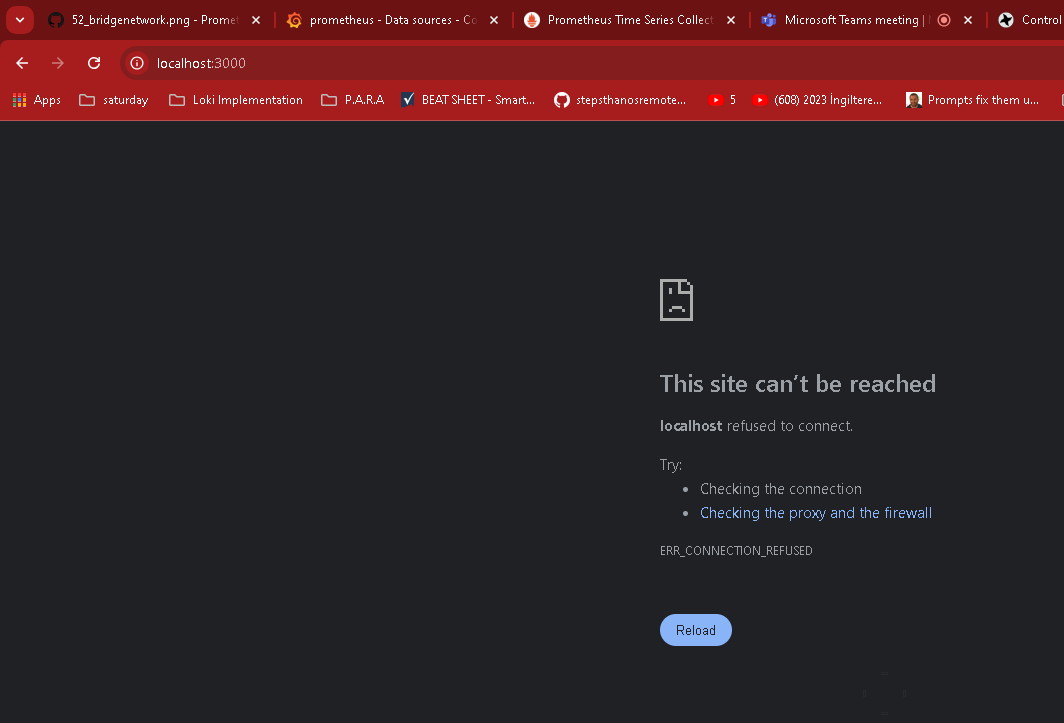 52_bridgenetwork.png - Promet
prometheus - Data sources - Co
Prometheus Time Series Collect
Microsoft Teams meeting |
Control
localhost:3000
Apps
saturday
Loki Implementation
P.A.R.A
BEAT SHEET - Smart...
stepsthanosremote...
5
(608) 2023 İngiltere...
Prompts fix them u...
This site can’t be reached
localhost refused to connect.
Try:
• Checking the connection
• Checking the proxy and the firewall
ERR_CONNECTION_REFUSED
Reload